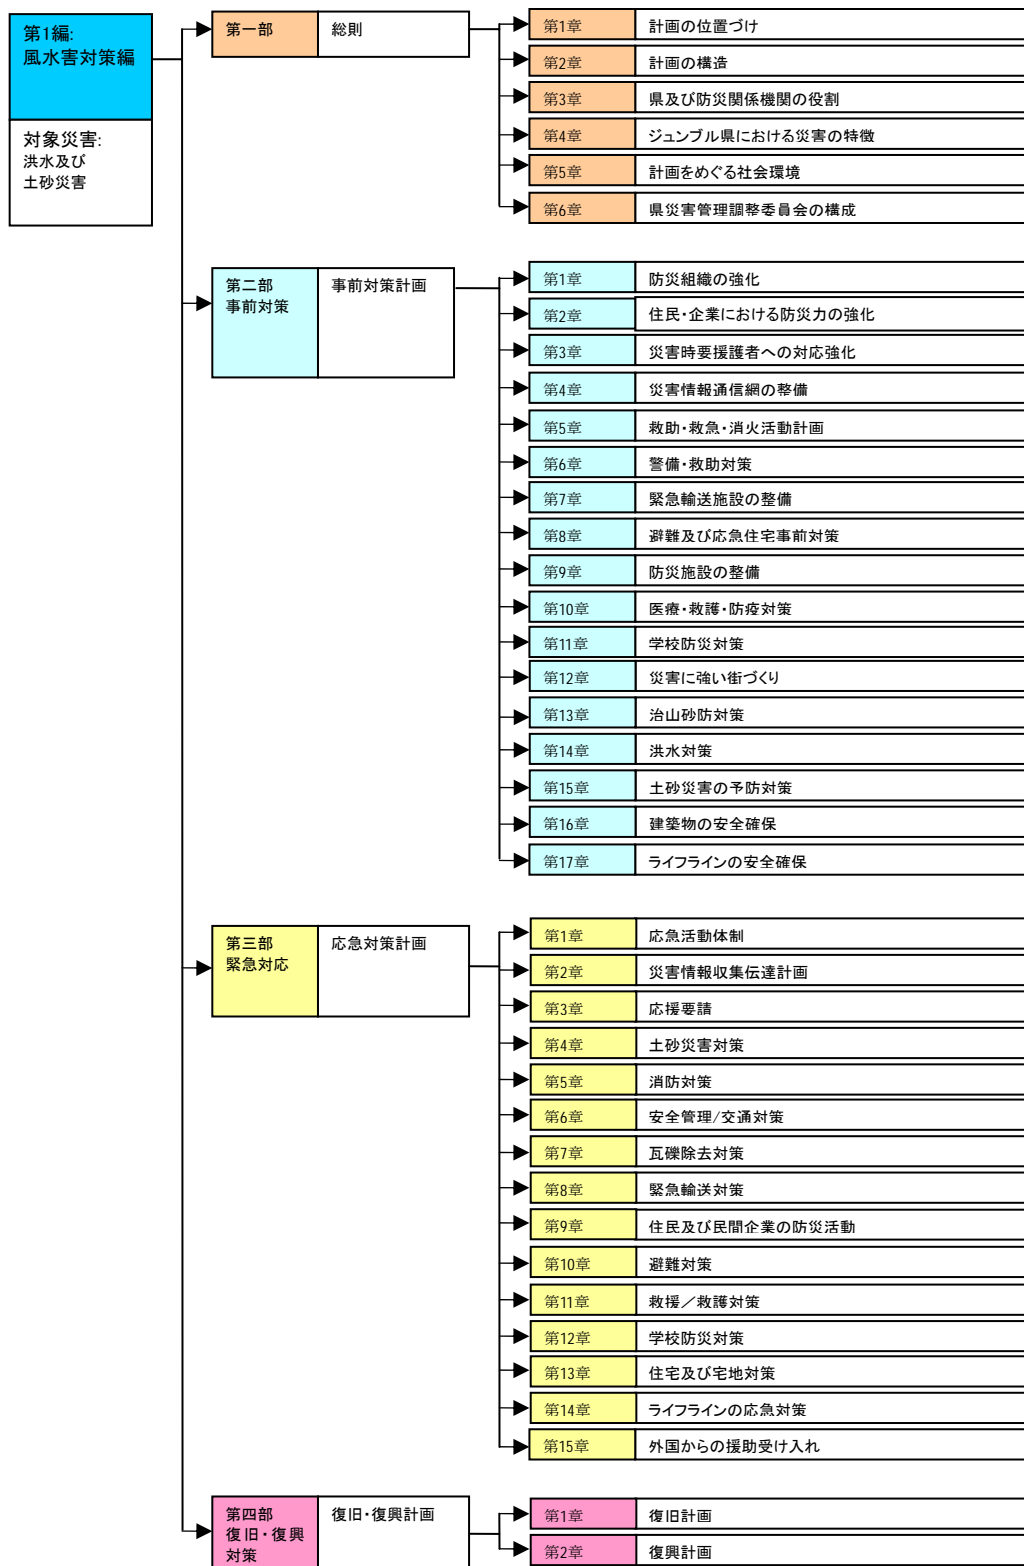 第1編:
風水害対策編
対象災害:
洪水及び
土砂災害
第一部 総則
第1章 計画の位置づけ
第2章 計画の構造
第3章 県及び防災関係機関の役割
第4章 ジュンブル県における災害の特徴
第5章 計画をめぐる社会環境
第6章 県災害管理調整委員会の構成
第二部 事前対策計画
事前対策
第1章 防災組織の強化
第2章 住民・企業における防災力の強化
第3章 災害時要援護者への対応強化
第4章 災害情報通信網の整備
第5章 救助・救急・消火活動計画
第6章 警備・救助対策
第7章 緊急輸送施設の整備
第8章 避難及び応急住宅事前対策
第9章 防災施設の整備
第10章 医療・救護・防疫対策
第11章 学校防災対策
第12章 災害に強い街づくり
第13章 治山砂防対策
第14章 洪水対策
第15章 土砂災害の予防対策
第16章 建築物の安全確保
第17章 ライフラインの安全確保
第三部 応急対策計画
緊急対応
第1章 応急活動体制
第2章 災害情報収集伝達計画
第3章 応援要請
第4章 土砂災害対策
第5章 消防対策
第6章 安全管理/交通対策
第7章 瓦礫除去対策
第8章 緊急輸送対策
第9章 住民及び民間企業の防災活動
第10章 避難対策
第11章 救援／救護対策
第12章 学校防災対策
第13章 住宅及び宅地対策
第14章 ライフラインの応急対策
第15章 外国からの援助受け入れ
第四部 復旧・復興計画
復旧・復興
対策
第1章 復旧計画
第2章 復興計画